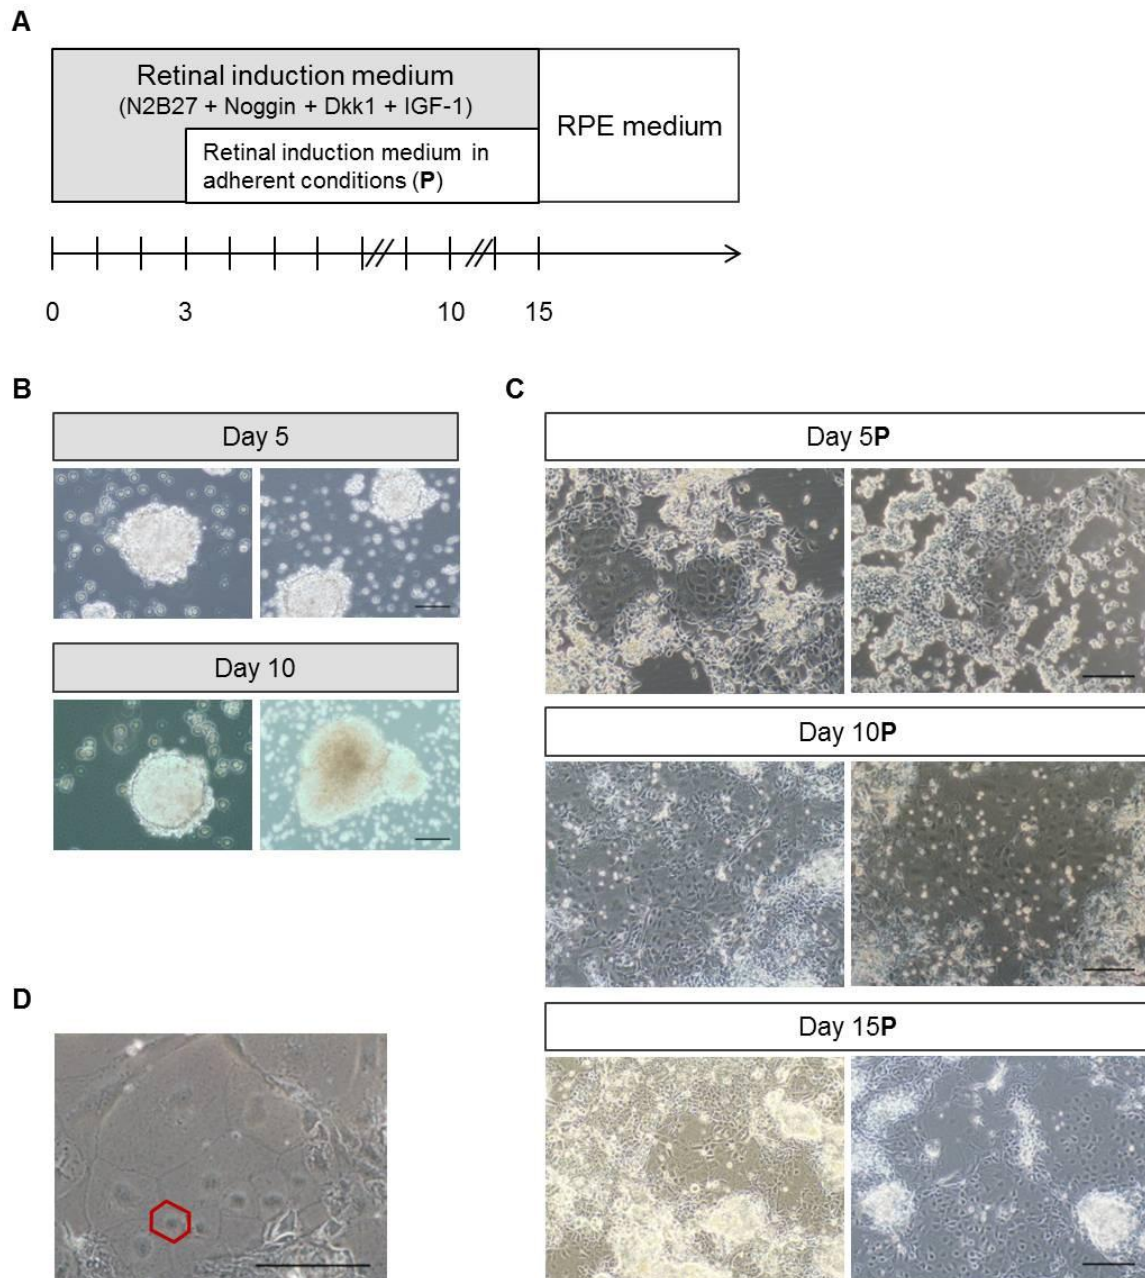 A
Retinal induction medium
(N2B27 + Noggin + Dkk1 + IGF-1)
Retinal induction medium in
adherent conditions (P)
RPE medium
0 3 10 15
B
Day 5
Day 10
C
Day 5P
Day 10P
Day 15P
D